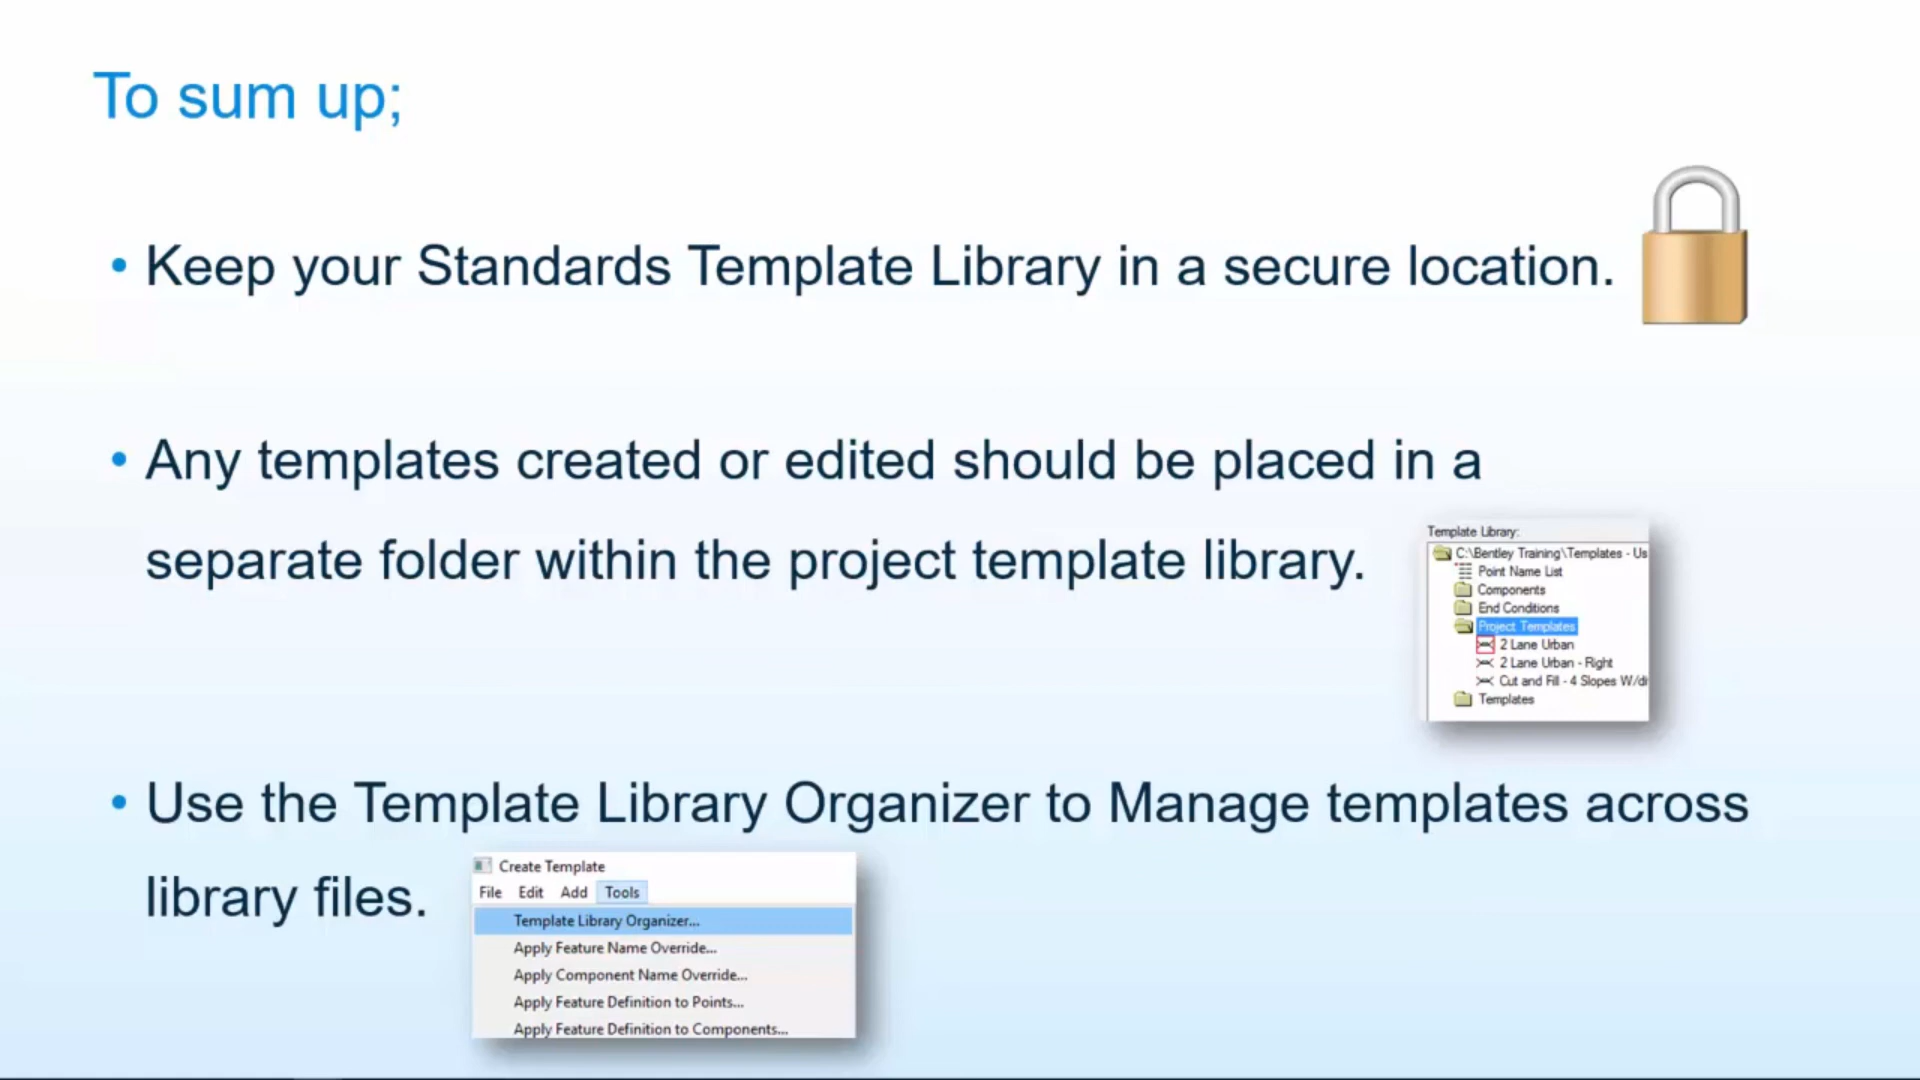 To sum up;
• Keep your Standards Template Library in a secure location.
• Any templates created or edited should be placed in a
separate folder within the project template library.
Template Library:
C:\Bentley Training\Templates - Us
Point Name List
Components
End Conditions
Project Templates
2 Lane Urban
2 Lane Urban - Right
Cut and Fill - 4 Slopes W/di
Templates
• Use the Template Library Organizer to Manage templates across
library files.
Create Template
File Edit Add Tools
Template Library Organizer...
Apply Feature Name Override...
Apply Component Name Override...
Apply Feature Definition to Points...
Apply Feature Definition to Components...